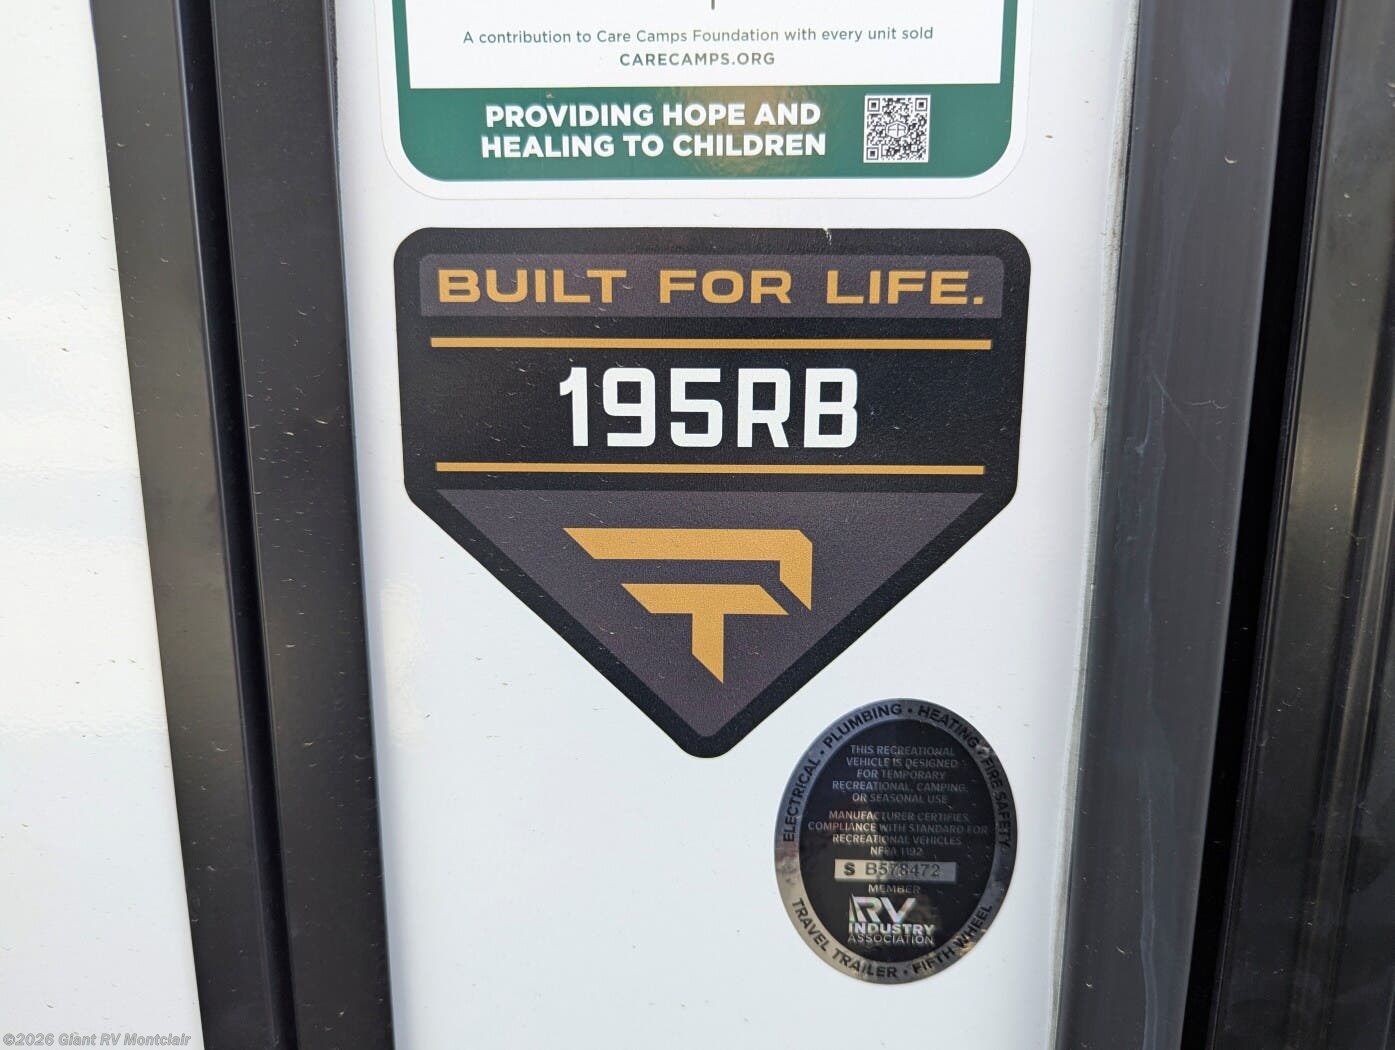 A contribution to Care Camps Foundation with every unit sold
CARECAMPS.ORG
PROVIDING HOPE AND
HEALING TO CHILDREN
BUILT FOR LIFE.
195RB
ELECTRICAL • PLUMBING • HEATING • FIRE SAFETY
THIS RECREATIONAL
VEHICLE IS DESIGNED
FOR TEMPORARY
RECREATIONAL, CAMPING,
OR SEASONAL USE
MANUFACTURER CERTIFIES
COMPLIANCE WITH STANDARD FOR
RECREATIONAL VEHICLES
NFPA 1192
S B578472
MEMBER
RV
INDUSTRY
ASSOCIATION
TRAVEL TRAILER • FIFTH WHEEL
©2026 Giant RV Montclair